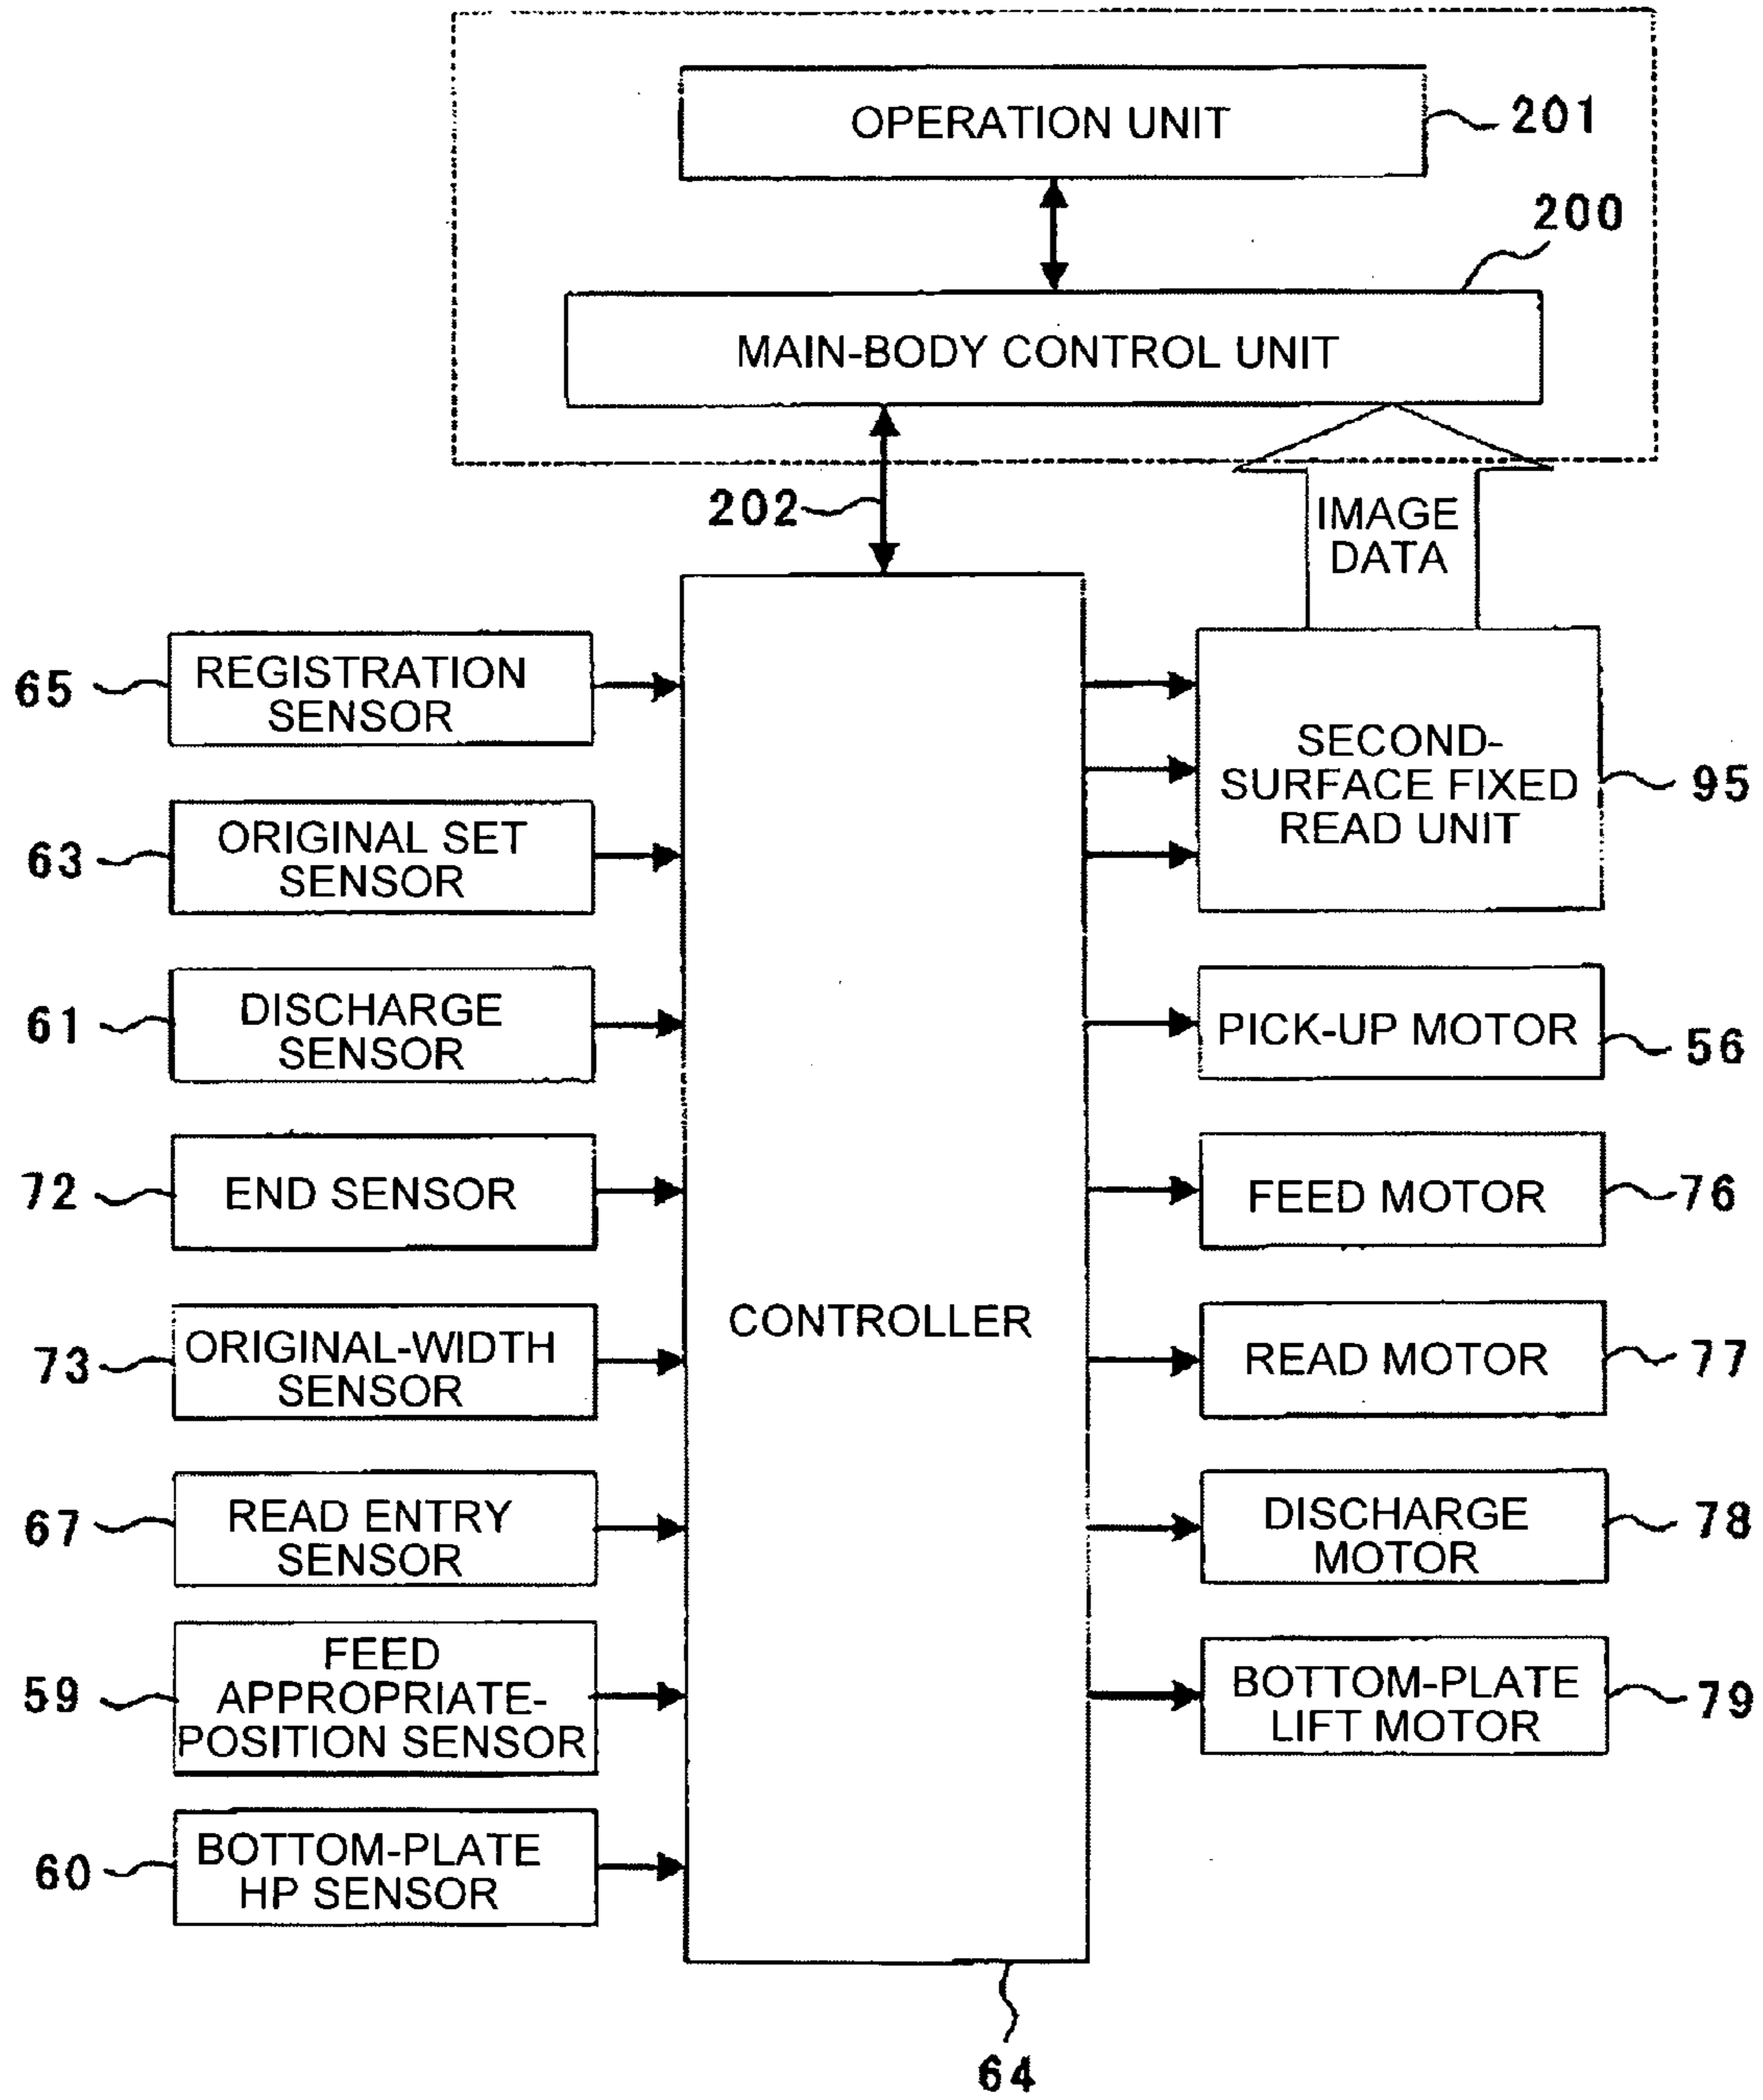 OPERATION UNIT
201
200
MAIN-BODY CONTROL UNIT
202
IMAGE
DATA
65
REGISTRATION
SENSOR
63
ORIGINAL SET
SENSOR
61
DISCHARGE
SENSOR
72
END SENSOR
73
ORIGINAL-WIDTH
SENSOR
67
READ ENTRY
SENSOR
59
FEED
APPROPRIATE-
POSITION SENSOR
60
BOTTOM-PLATE
HP SENSOR
CONTROLLER
64
SECOND-
SURFACE FIXED
READ UNIT
95
PICK-UP MOTOR
56
FEED MOTOR
76
READ MOTOR
77
DISCHARGE
MOTOR
78
BOTTOM-PLATE
LIFT MOTOR
79